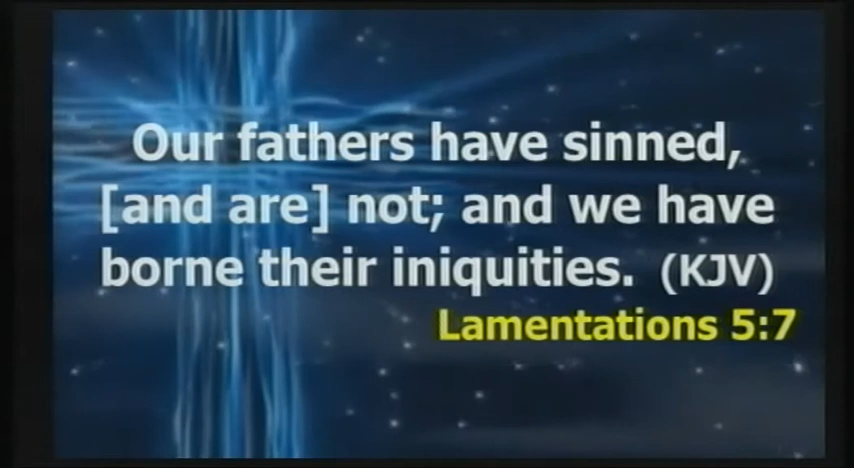 Our fathers have sinned,
[and are] not; and we have
borne their iniquities. (KJV)
Lamentations 5:7